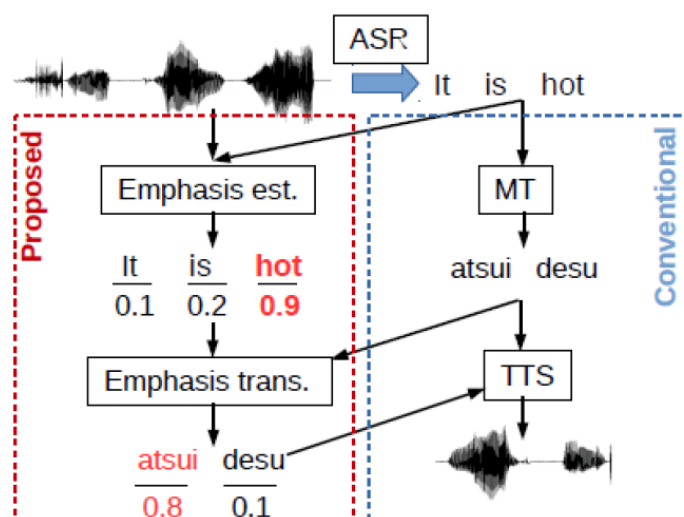 ASR
It is hot
Proposed
Conventional
Emphasis est.
MT
It is hot
0.1 0.2 0.9
atsui desu
Emphasis trans.
TTS
atsui desu
0.8 0.1